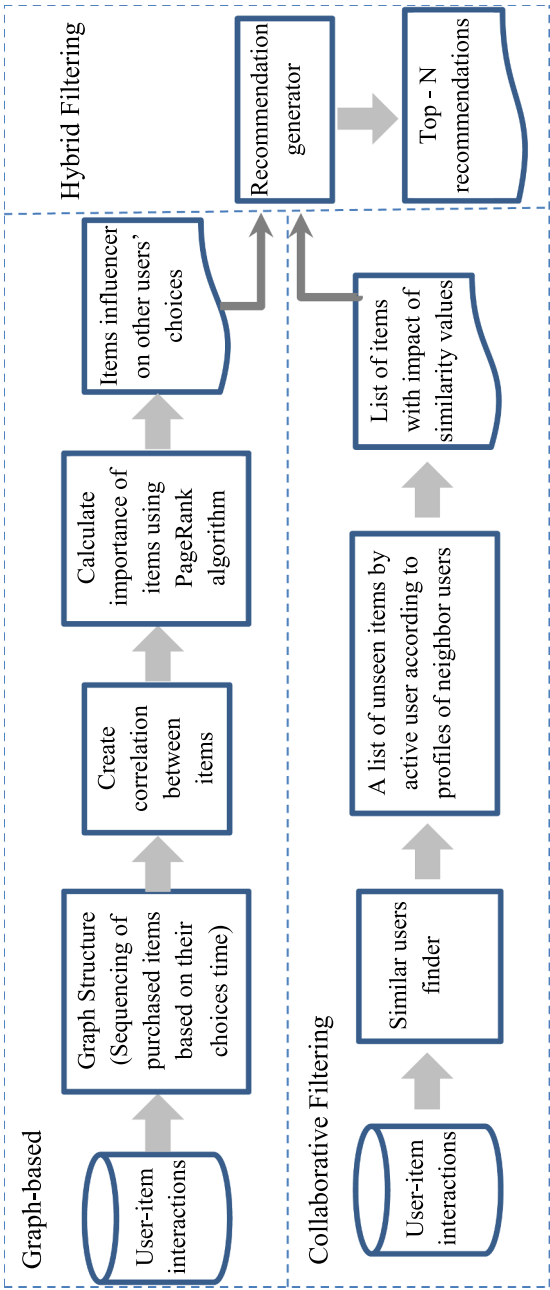 Graph-based
User-item
interactions
Graph Structure
(Sequencing of
purchased items
based on their
choices time)
Create
correlation
between
items
Calculate
importance of
items using
PageRank
algorithm
Items influencer
on other users’
choices
Collaborative Filtering
User-item
interactions
Similar users
finder
A list of unseen items by
active user according to
profiles of neighbor users
List of items
with impact of
similarity values
Hybrid Filtering
Recommendation
generator
Top - N
recommendations